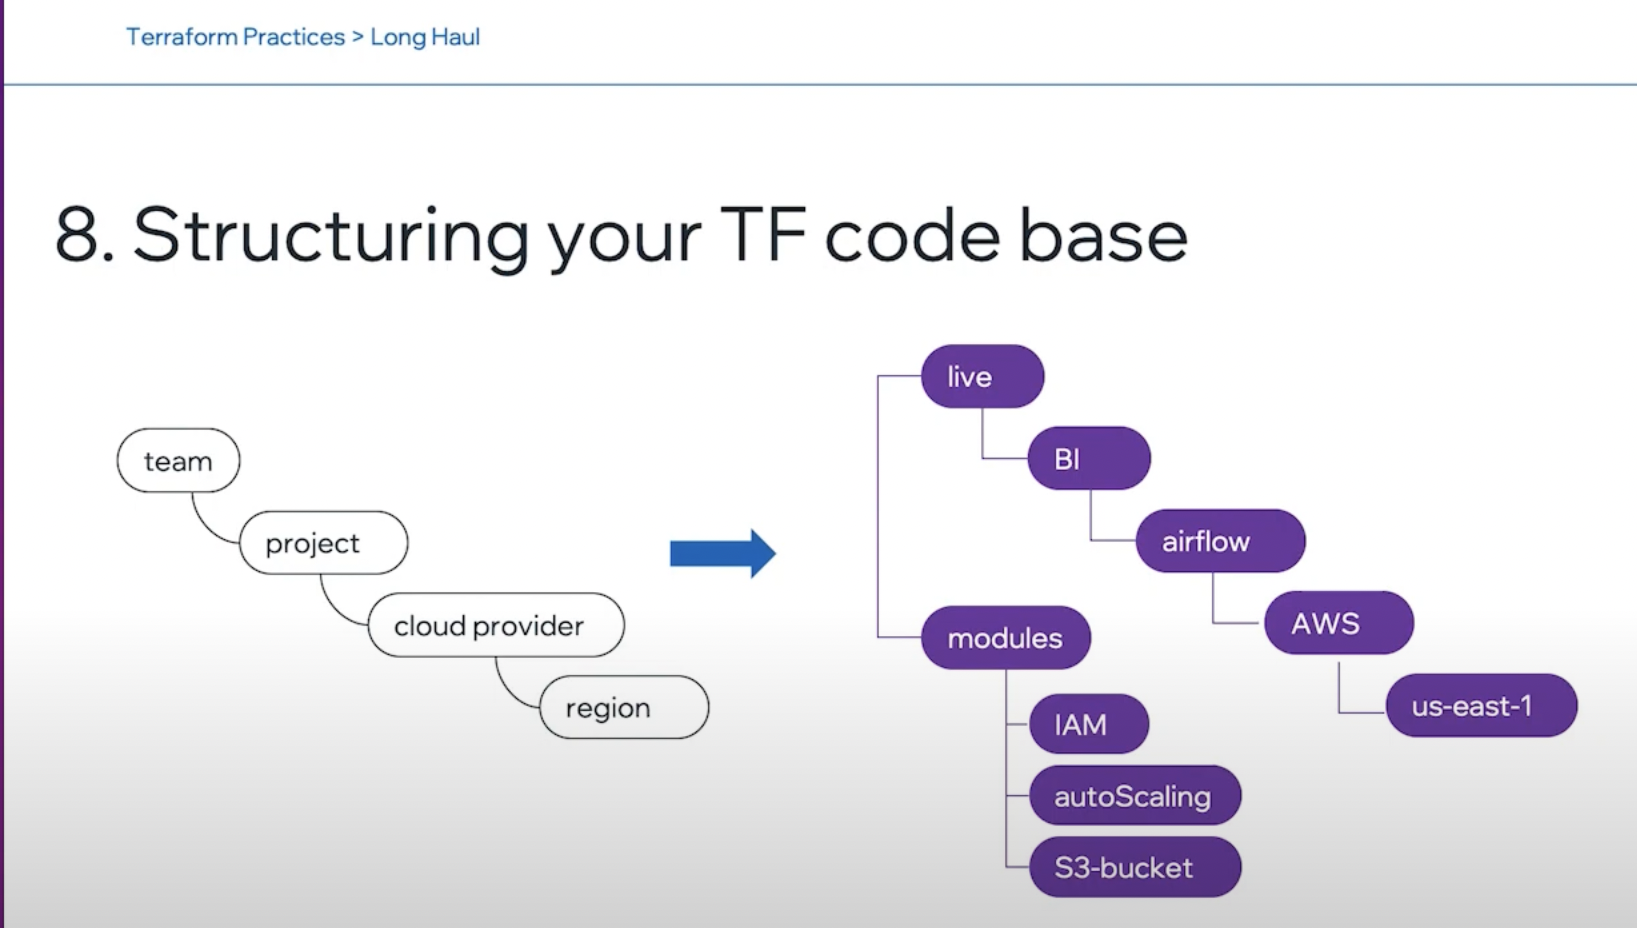 Terraform Practices > Long Haul
8. Structuring your TF code base
team
project
cloud provider
region
live
BI
airflow
AWS
us-east-1
modules
IAM
autoScaling
S3-bucket